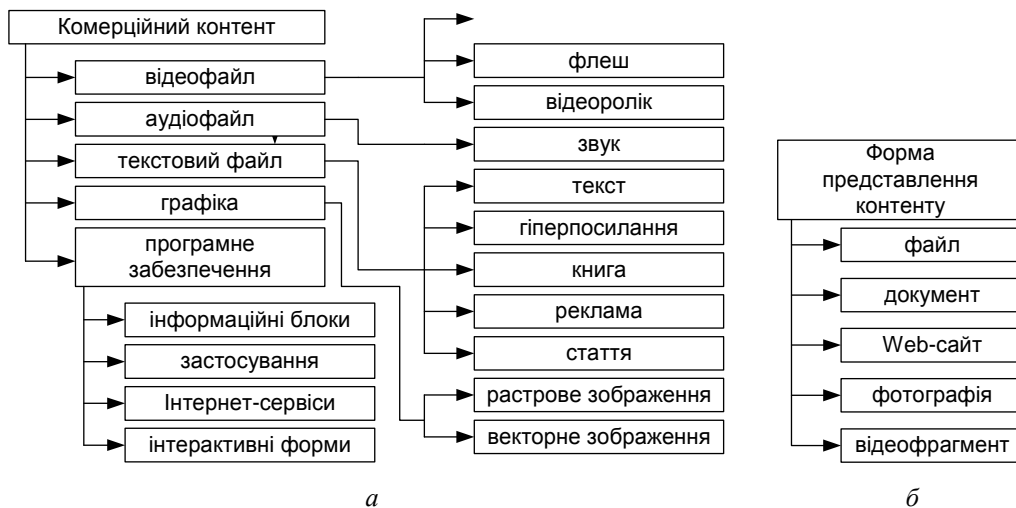 Комерційний контент
відеофайл
аудіофайл
текстовий файл
графіка
програмне
забезпечення
інформаційні блоки
застосування
Інтернет-сервіси
інтерактивні форми
флеш
відеоролік
звук
текст
гіперпосилання
книга
реклама
стаття
растрове зображення
векторне зображення
а
Форма
представлення
контенту
файл
документ
Web-сайт
фотографія
відеофрагмент
б